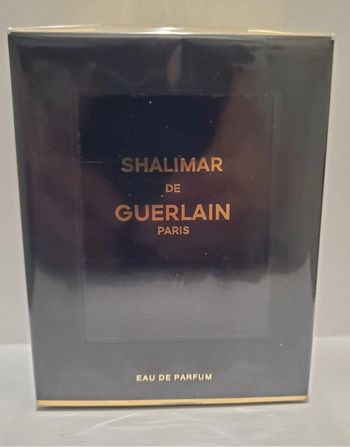 SHALIMAR
DE
GUERLAIN
PARIS
EAU DE PARFUM